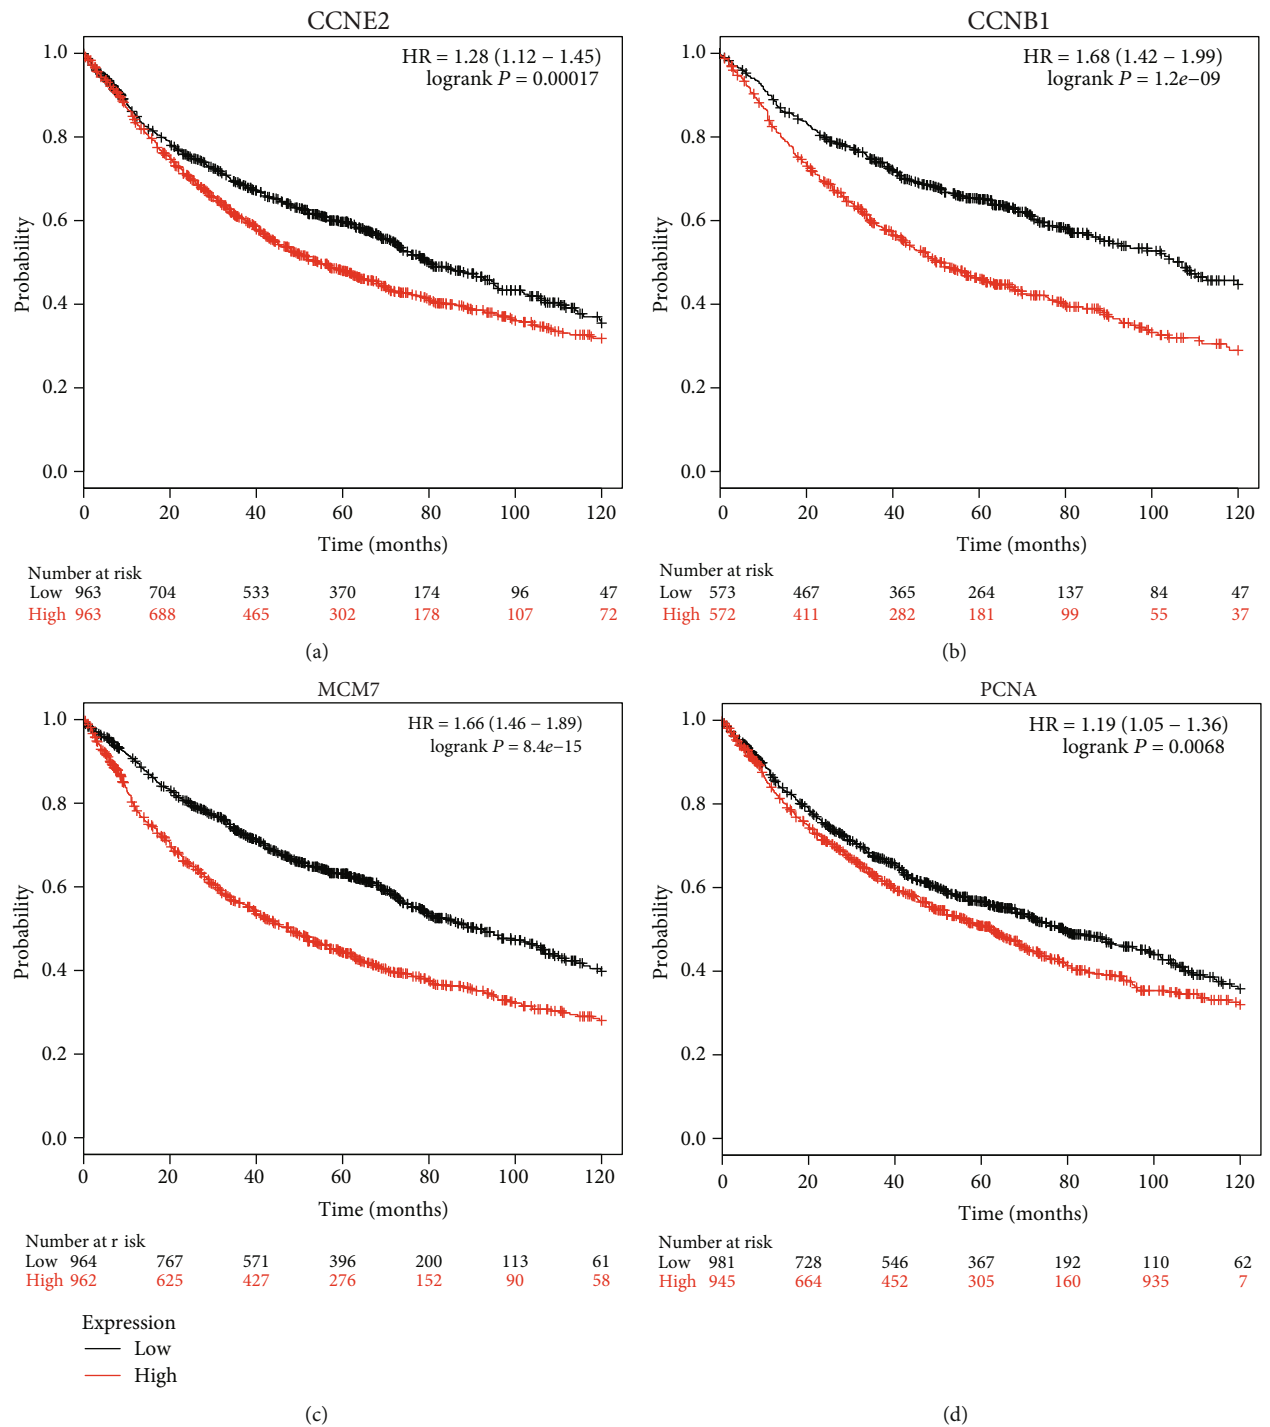 CCNE2
HR = 1.28 (1.12 − 1.45)
logrank P = 0.00017
1.0
0.8
0.6
0.4
0.2
0.0
Probability
0 20 40 60 80 100 120
Time (months)
Number at risk
Low 963 704 533 370 174 96 47
High 963 688 465 302 178 107 72
(a)
CCNB1
HR = 1.68 (1.42 − 1.99)
logrank P = 1.2e−09
1.0
0.8
0.6
0.4
0.2
0.0
Probability
0 20 40 60 80 100 120
Time (months)
Number at risk
Low 573 467 365 264 137 84 47
High 572 411 282 181 99 55 37
(b)
MCM7
HR = 1.66 (1.46 − 1.89)
logrank P = 8.4e−15
1.0
0.8
0.6
0.4
0.2
0.0
Probability
0 20 40 60 80 100 120
Time (months)
Number at r isk
Low 964 767 571 396 200 113 61
High 962 625 427 276 152 90 58
Expression
Low
High
(c)
PCNA
HR = 1.19 (1.05 − 1.36)
logrank P = 0.0068
1.0
0.8
0.6
0.4
0.2
0.0
Probability
0 20 40 60 80 100 120
Time (months)
Number at risk
Low 981 728 546 367 192 110 62
High 945 664 452 305 160 935 7
(d)